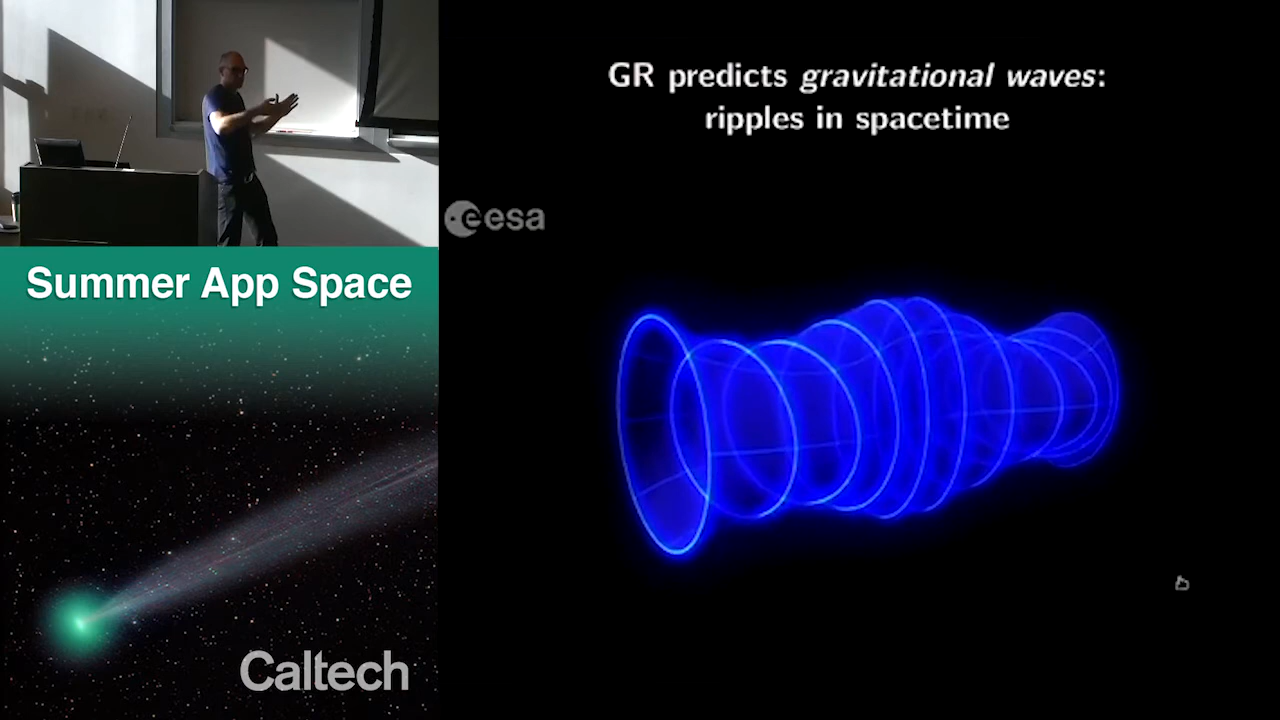 GR predicts gravitational waves:
ripples in spacetime
esa
Summer App Space
Caltech